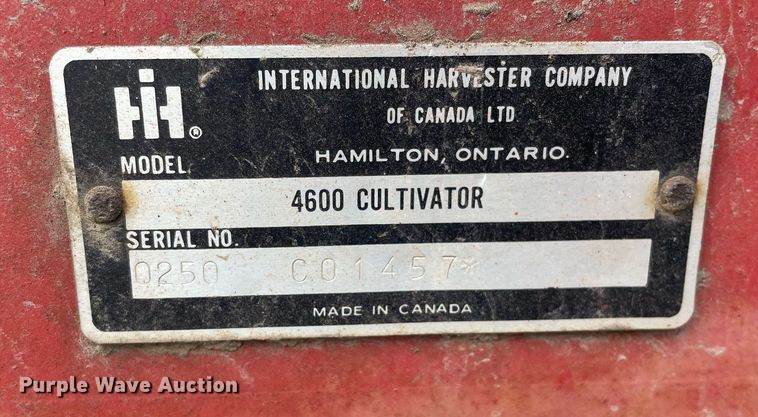 IH®
INTERNATIONAL HARVESTER COMPANY
OF CANADA LTD
HAMILTON, ONTARIO.
MODEL
4600 CULTIVATOR
SERIAL NO.
0250 C01457*
MADE IN CANADA
Purple Wave Auction